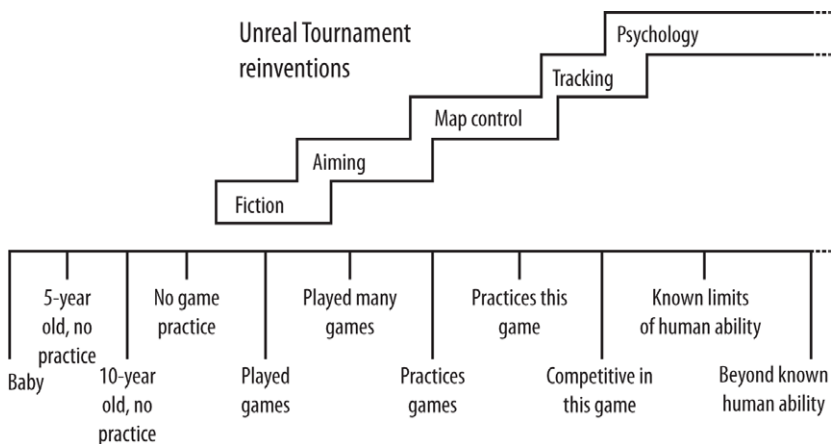 Unreal Tournament
reinventions
Psychology
Tracking
Map control
Aiming
Fiction
Baby
5-year
old, no
practice
10-year
old, no
practice
No game
practice
Played
games
Played many
games
Practices
games
Practices this
game
Competitive in
this game
Known limits
of human ability
Beyond known
human ability